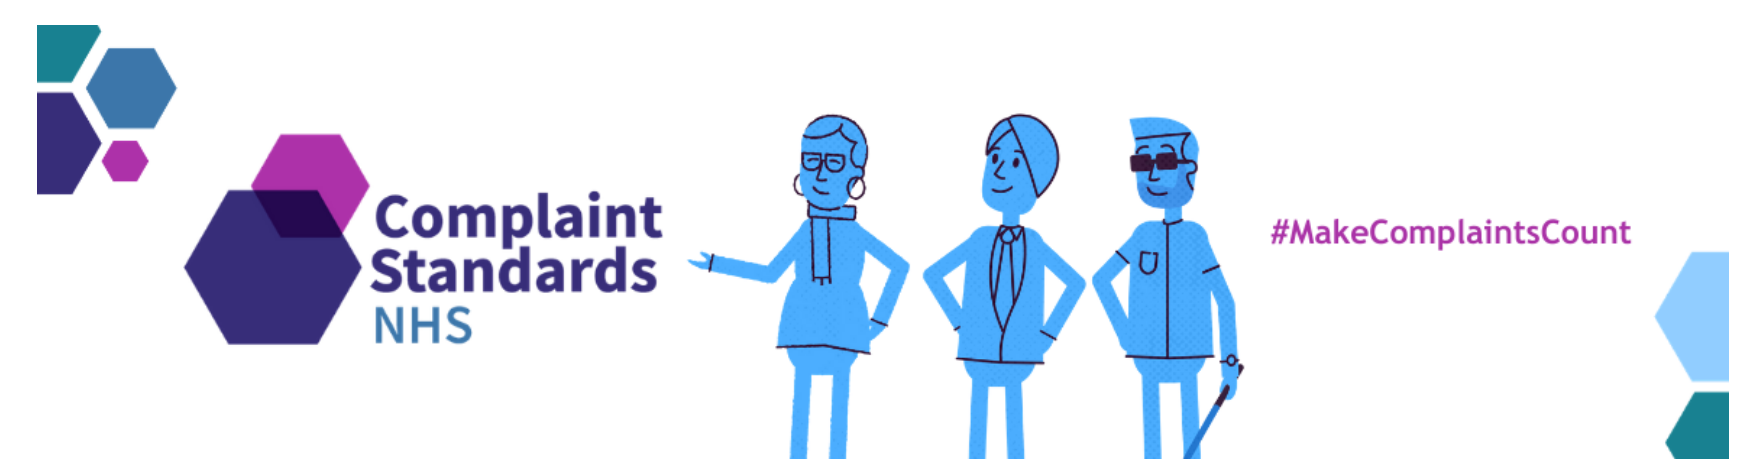 Complaint
Standards
NHS
#MakeComplaintsCount